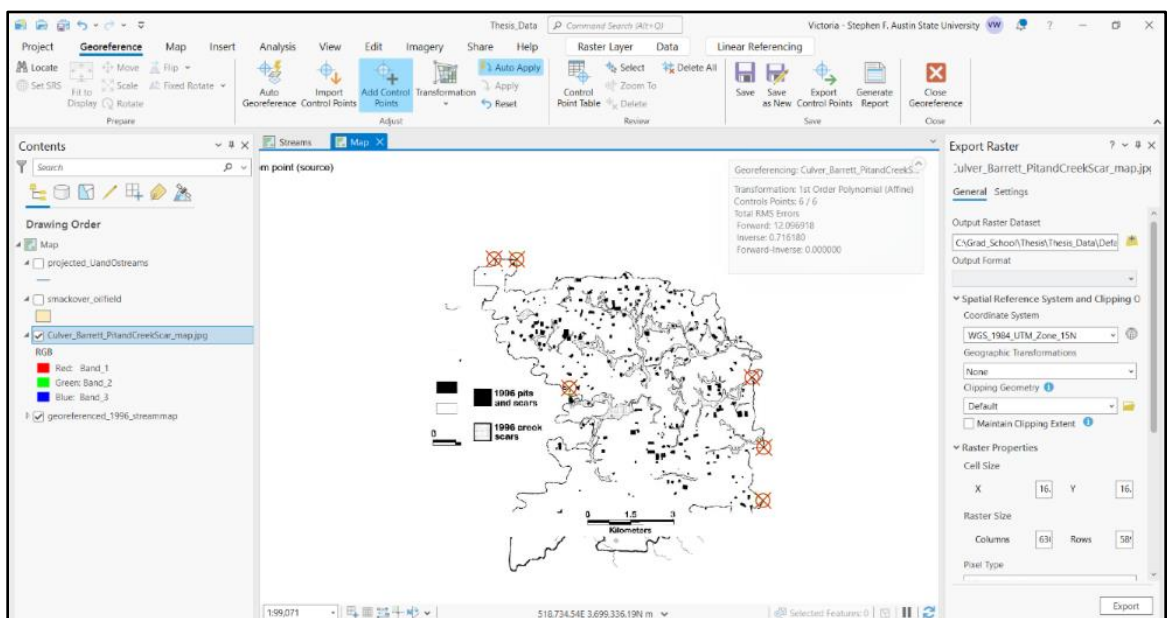 Thesis_Data
Command Search (Alt+Q)
Victoria - Stephen F. Austin State University VW ?
Project Georeference Map Insert Analysis View Edit Imagery Share Help Raster Layer Data Linear Referencing
Locate Move Flip
Set SRS Fit to Display Scale Fixed Rotate
Rotate
Auto Georeference
Import Control Points
Add Control Points
Transformation
Auto Apply
Apply
Reset
Control Point Table
Select
Zoom To
Delete
Delete All
Save
Save as New
Export Control Points
Generate Report
Close Georeference
Prepare Adjust Review Save Close
Contents
Search
Drawing Order
Map
projected_UandOstreams
smackover_oilfield
Culver_Barrett_PitandCreekScar_map.jpg
RGB
Red: Band_1
Green: Band_2
Blue: Band_3
georeferenced_1996_streammap
Streams Map
m point (source)
Georeferencing: Culver_Barrett_PitandCreekS...
Transformation: 1st Order Polynomial (Affine)
Controls Points: 6 / 6
Total RMS Errors
Forward: 12.096918
Inverse: 0.716180
Forward-Inverse: 0.000000
1996 pits
and scars
1996 creek
scars
0
0 1.5 3
Kilometers
1:99,071
518,734.54E 3,699,336.19N m
Selected Features: 0
Export Raster ?
Culver_Barrett_PitandCreekScar_map.jp
General Settings
Output Raster Dataset
C:\Grad_School\Thesis\Thesis_Data\Defa
Output Format
Spatial Reference System and Clipping O
Coordinate System
WGS_1984_UTM_Zone_15N
Geographic Transformations
None
Clipping Geometry
Default
Maintain Clipping Extent
Raster Properties
Cell Size
X 16. Y 16.
Raster Size
Columns Rows
Pixel Type
Export